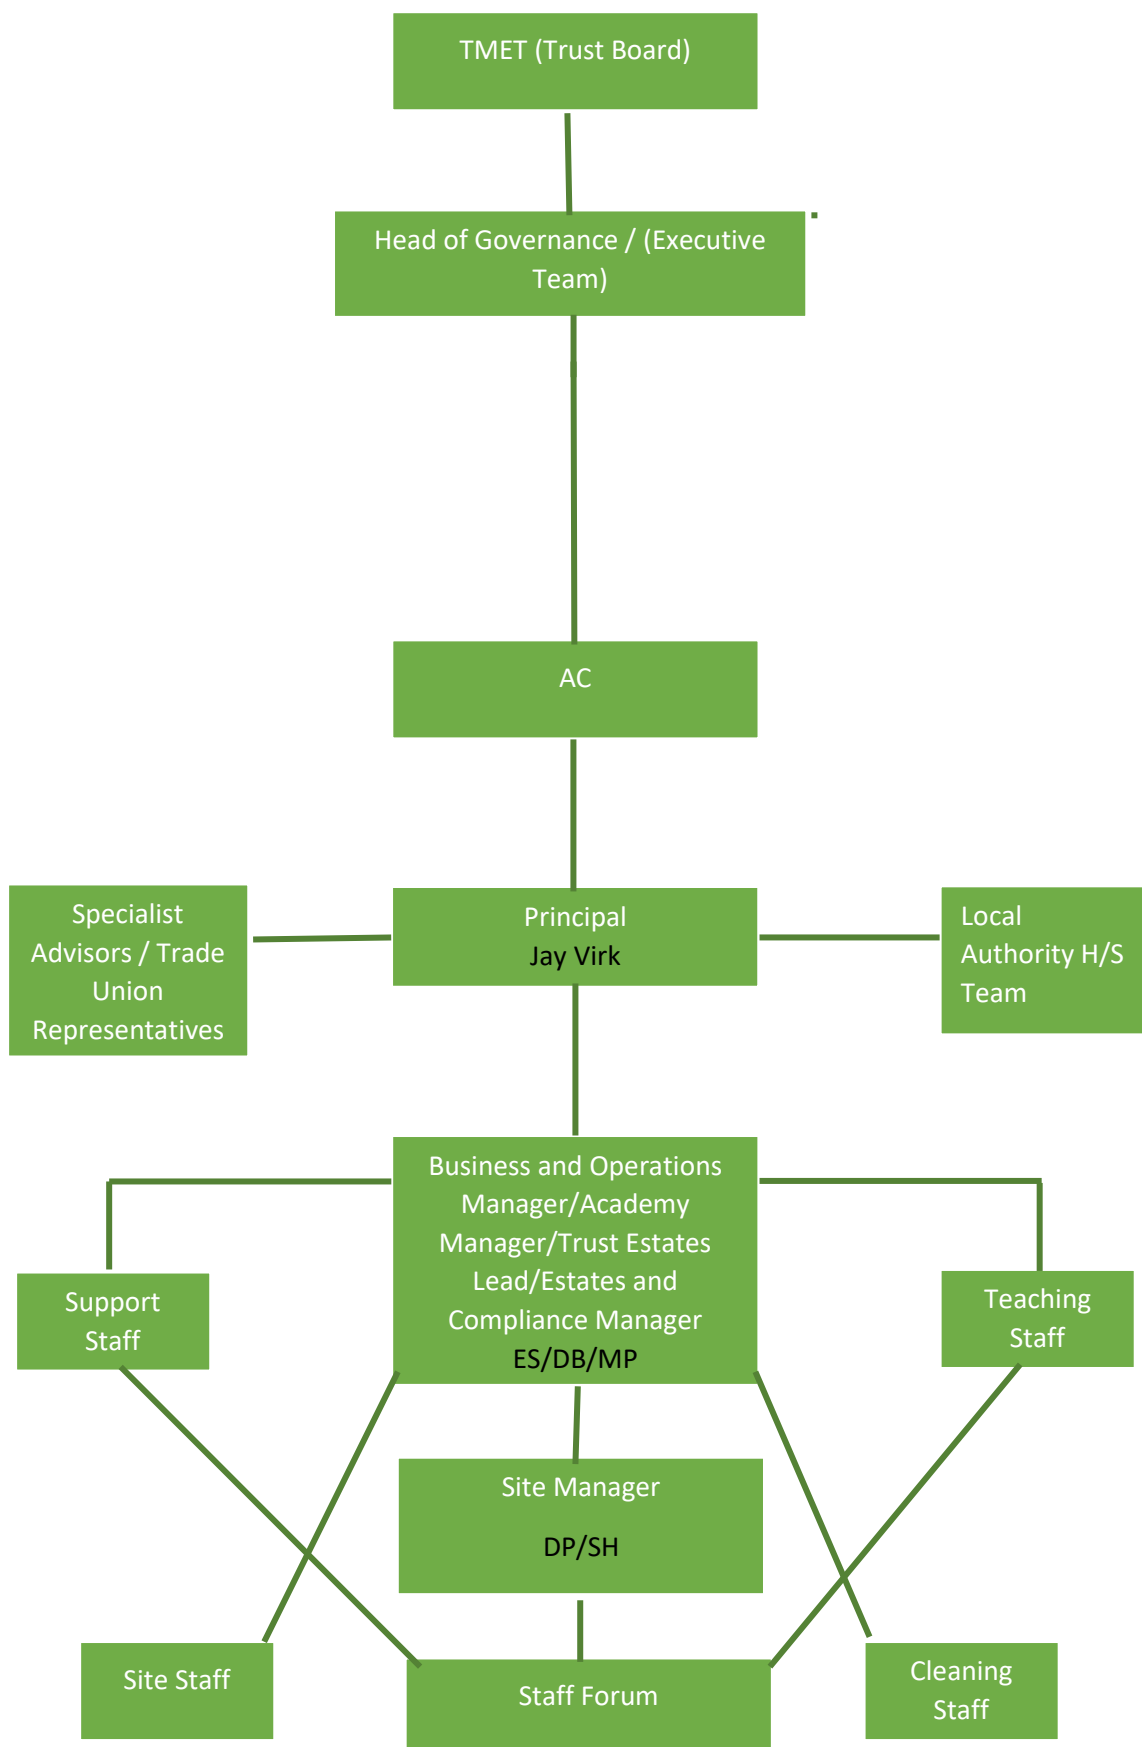 TMET (Trust Board)
Head of Governance / (Executive
Team)
AC
Specialist
Advisors / Trade
Union
Representatives
Principal
Jay Virk
Local
Authority H/S
Team
Business and Operations
Manager/Academy
Manager/Trust Estates
Lead/Estates and
Compliance Manager
ES/DB/MP
Support
Staff
Teaching
Staff
Site Manager
DP/SH
Site Staff
Staff Forum
Cleaning
Staff